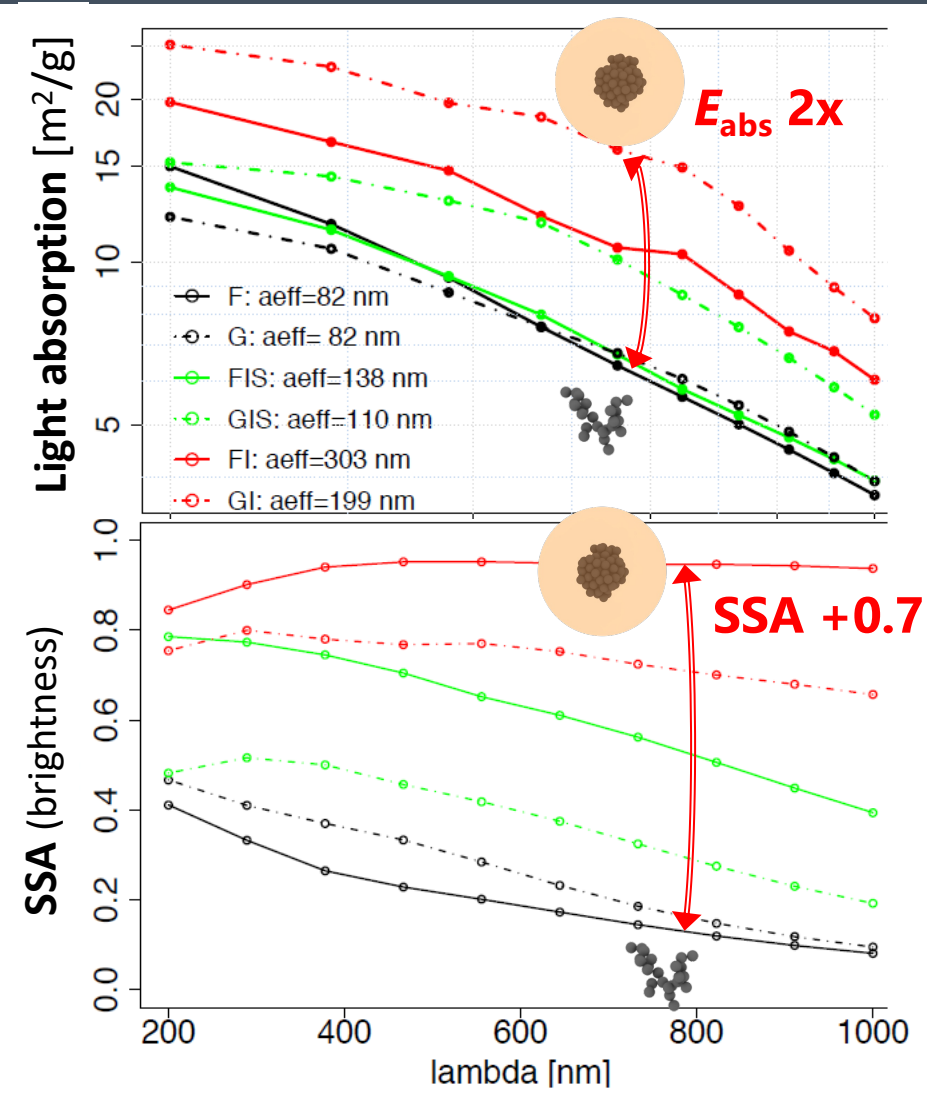 Light absorption [m²/g]
20
15
10
5
E_abs 2x
F: aeff=82 nm
G: aeff= 82 nm
FIS: aeff=138 nm
GIS: aeff=110 nm
FI: aeff=303 nm
GI: aeff=199 nm
SSA (brightness)
1.0
0.8
0.6
0.4
0.2
0.0
SSA +0.7
200 400 600 800 1000
lambda [nm]